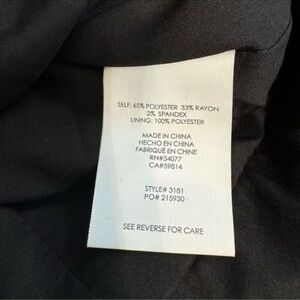 SELF: 65% POLYESTER 33% RAYON
2% SPANDEX
LINING: 100% POLYESTER
MADE IN CHINA
HECHO EN CHINA
FABRIQUÉ EN CHINE
RN#54077
CA#59814
STYLE# 3181
PO# 215930
SEE REVERSE FOR CARE